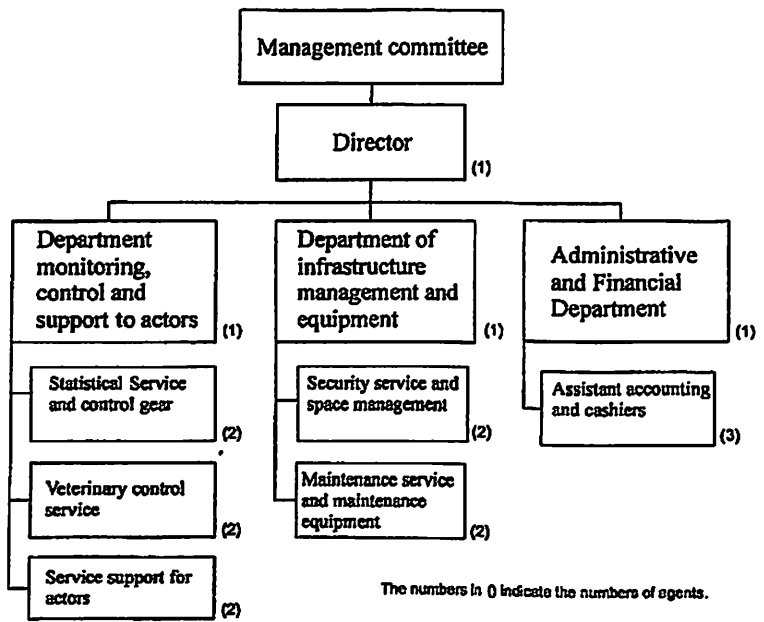 Management committee
Director
(1)
Department
monitoring,
control and
support to actors
(1)
Statistical Service
and control gear
(2)
Veterinary control
service
(2)
Service support for
actors
(2)
Department of
infrastructure
management and
equipment
(1)
Security service and
space management
(2)
Maintenance service
and maintenance
equipment
(2)
Administrative
and Financial
Department
(1)
Assistant accounting
and cashiers
(3)
The numbers in () indicate the numbers of agents.